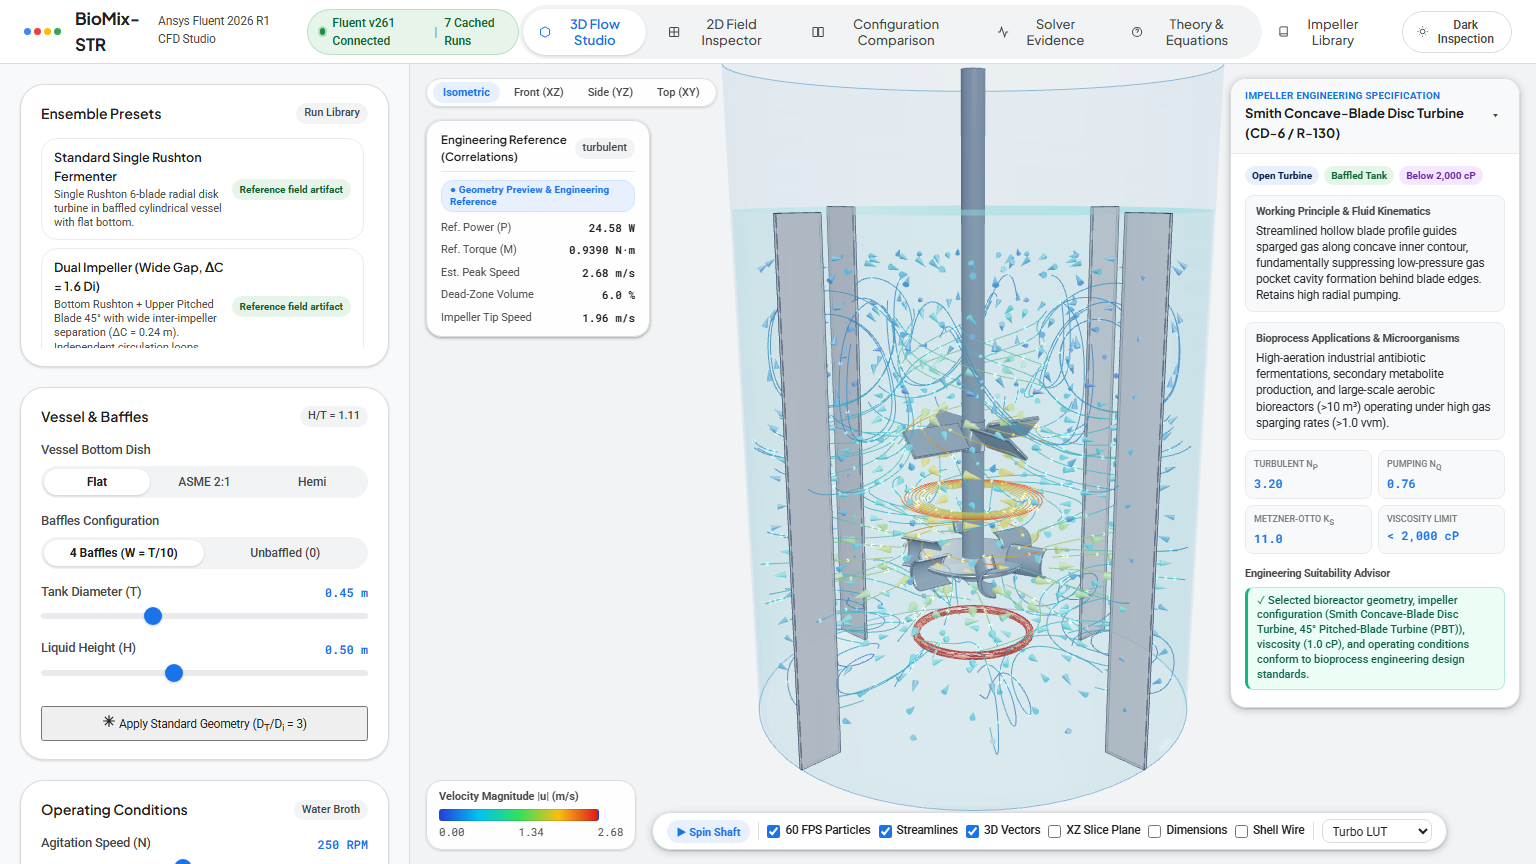 BioMix-STR
Ansys Fluent 2026 R1 CFD Studio
Fluent v261 Connected | 7 Cached Runs
3D Flow Studio
2D Field Inspector
Configuration Comparison
Solver Evidence
Theory & Equations
Impeller Library
Dark Inspection
Ensemble Presets
Run Library
Standard Single Rushton Fermenter
Single Rushton 6-blade radial disk turbine in baffled cylindrical vessel with flat bottom.
Reference field artifact
Dual Impeller (Wide Gap, ΔC = 1.6 Di)
Bottom Rushton + Upper Pitched Blade 45° with wide inter-impeller separation (ΔC = 0.24 m). Independent circulation loops
Reference field artifact
Vessel & Baffles
H/T = 1.11
Vessel Bottom Dish
Flat
ASME 2:1
Hemi
Baffles Configuration
4 Baffles (W = T/10)
Unbaffled (0)
Tank Diameter (T)
0.45 m
Liquid Height (H)
0.50 m
Apply Standard Geometry (DT/Di = 3)
Operating Conditions
Water Broth
Agitation Speed (N)
250 RPM
Isometric
Front (XZ)
Side (YZ)
Top (XY)
Engineering Reference (Correlations)
turbulent
● Geometry Preview & Engineering Reference
Ref. Power (P) 24.58 W
Ref. Torque (M) 0.9390 N·m
Est. Peak Speed 2.68 m/s
Dead-Zone Volume 6.0 %
Impeller Tip Speed 1.96 m/s
Velocity Magnitude |u| (m/s)
0.00 1.34 2.68
▶ Spin Shaft
60 FPS Particles
Streamlines
3D Vectors
XZ Slice Plane
Dimensions
Shell Wire
Turbo LUT
IMPELLER ENGINEERING SPECIFICATION
Smith Concave-Blade Disc Turbine (CD-6 / R-130)
Open Turbine
Baffled Tank
Below 2,000 cP
Working Principle & Fluid Kinematics
Streamlined hollow blade profile guides
sparged gas along concave inner contour,
fundamentally suppressing low-pressure gas
pocket cavity formation behind blade edges.
Retains high radial pumping.
Bioprocess Applications & Microorganisms
High-aeration industrial antibiotic
fermentations, secondary metabolite
production, and large-scale aerobic
bioreactors (>10 m³) operating under high gas
sparging rates (>1.0 vvm).
TURBULENT NP
3.20
PUMPING NQ
0.76
METZNER-OTTO KS
11.0
VISCOSITY LIMIT
< 2,000 cP
Engineering Suitability Advisor
✓ Selected bioreactor geometry, impeller
configuration (Smith Concave-Blade Disc
Turbine, 45° Pitched-Blade Turbine (PBT)),
viscosity (1.0 cP), and operating conditions
conform to bioprocess engineering design
standards.